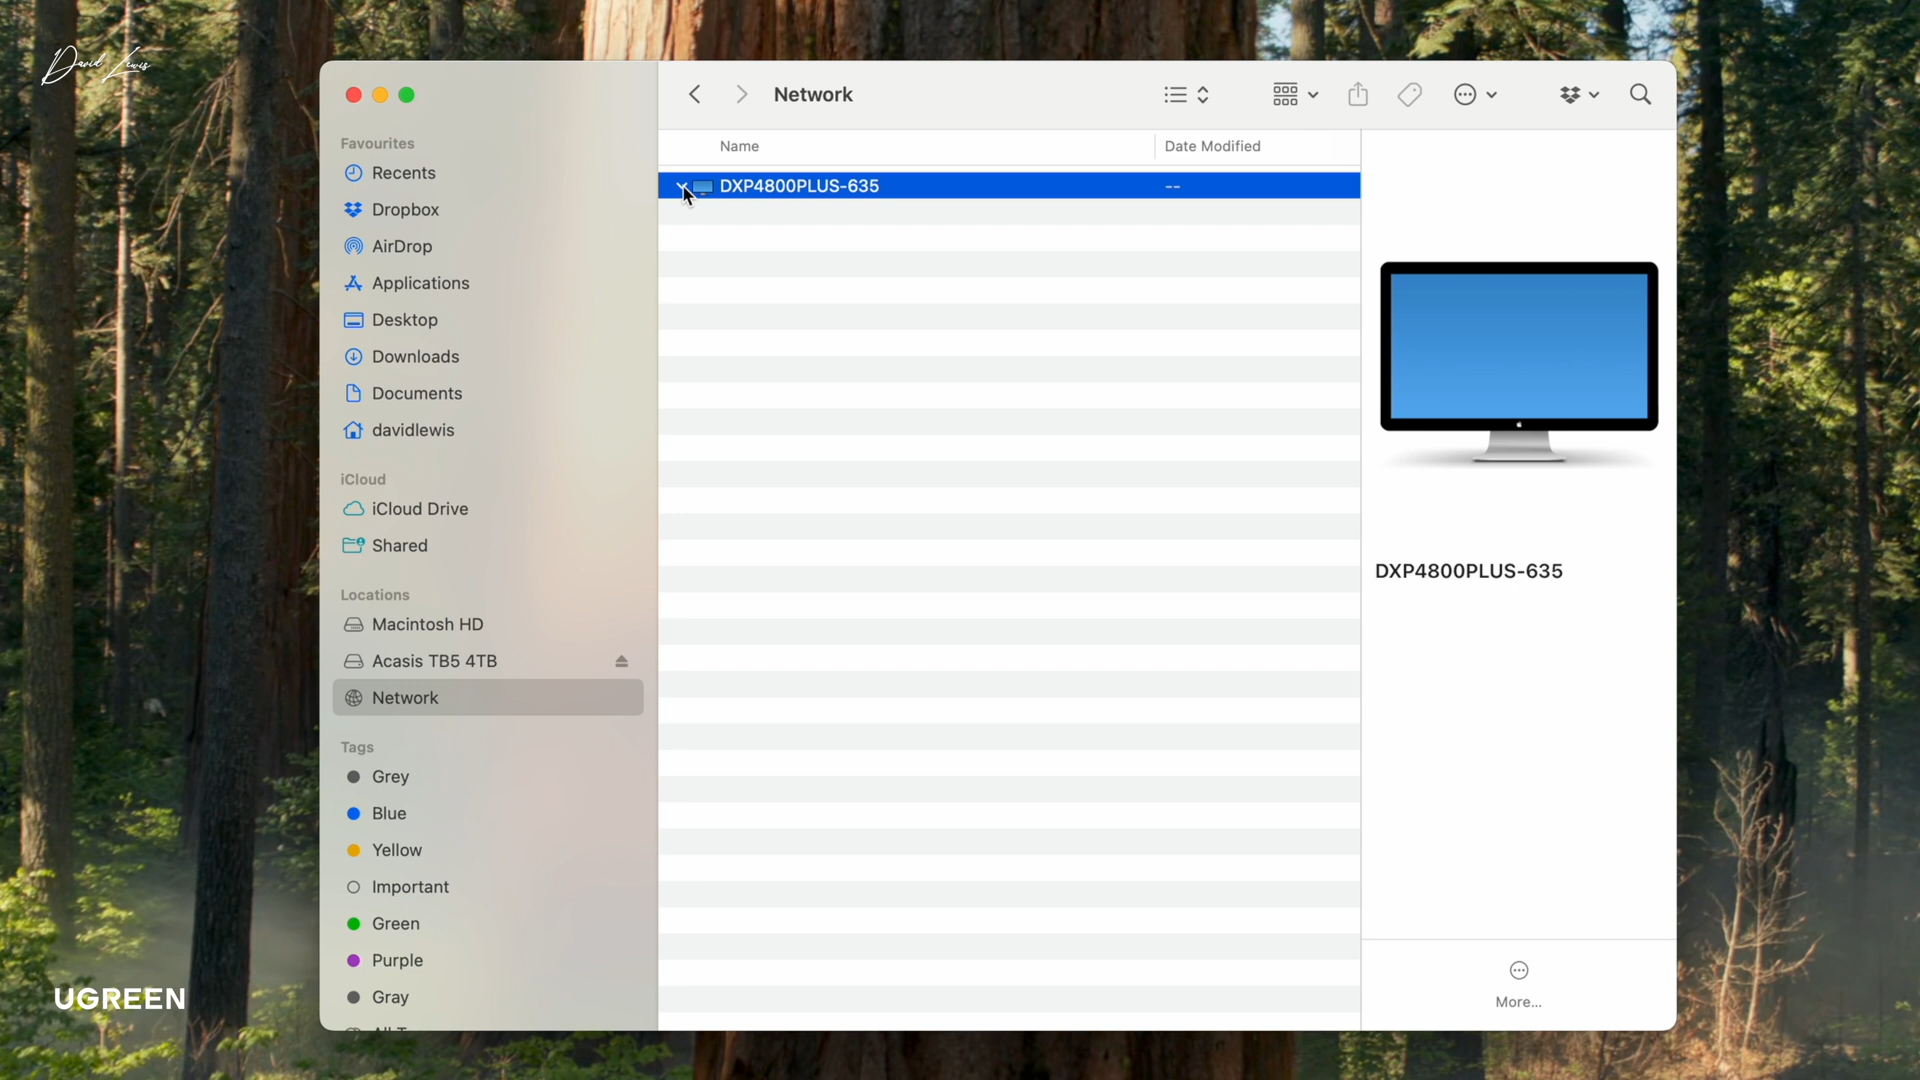 David Lewis
Network
Favourites
Recents
Dropbox
AirDrop
Applications
Desktop
Downloads
Documents
davidlewis
iCloud
iCloud Drive
Shared
Locations
Macintosh HD
Acasis TB5 4TB
Network
Tags
Grey
Blue
Yellow
Important
Green
Purple
Gray
Name
Date Modified
DXP4800PLUS-635
--
DXP4800PLUS-635
More...
UGREEN